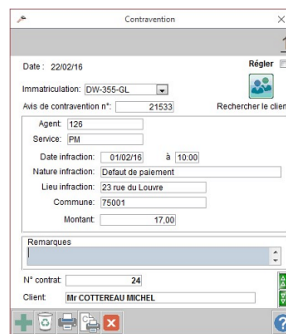 Contravention
Date : 22/02/16
Régler
Immatriculation: DW-355-GL
Avis de contravention n°: 21533
Rechercher le clien
Agent: 126
Service: PM
Date infraction: 01/02/16 à 10:00
Nature infraction: Defaut de paiement
Lieu infraction: 23 rue du Louvre
Commune: 75001
Montant: 17,00
Remarques
N° contrat: 24
Client: Mr COTTEREAU MICHEL